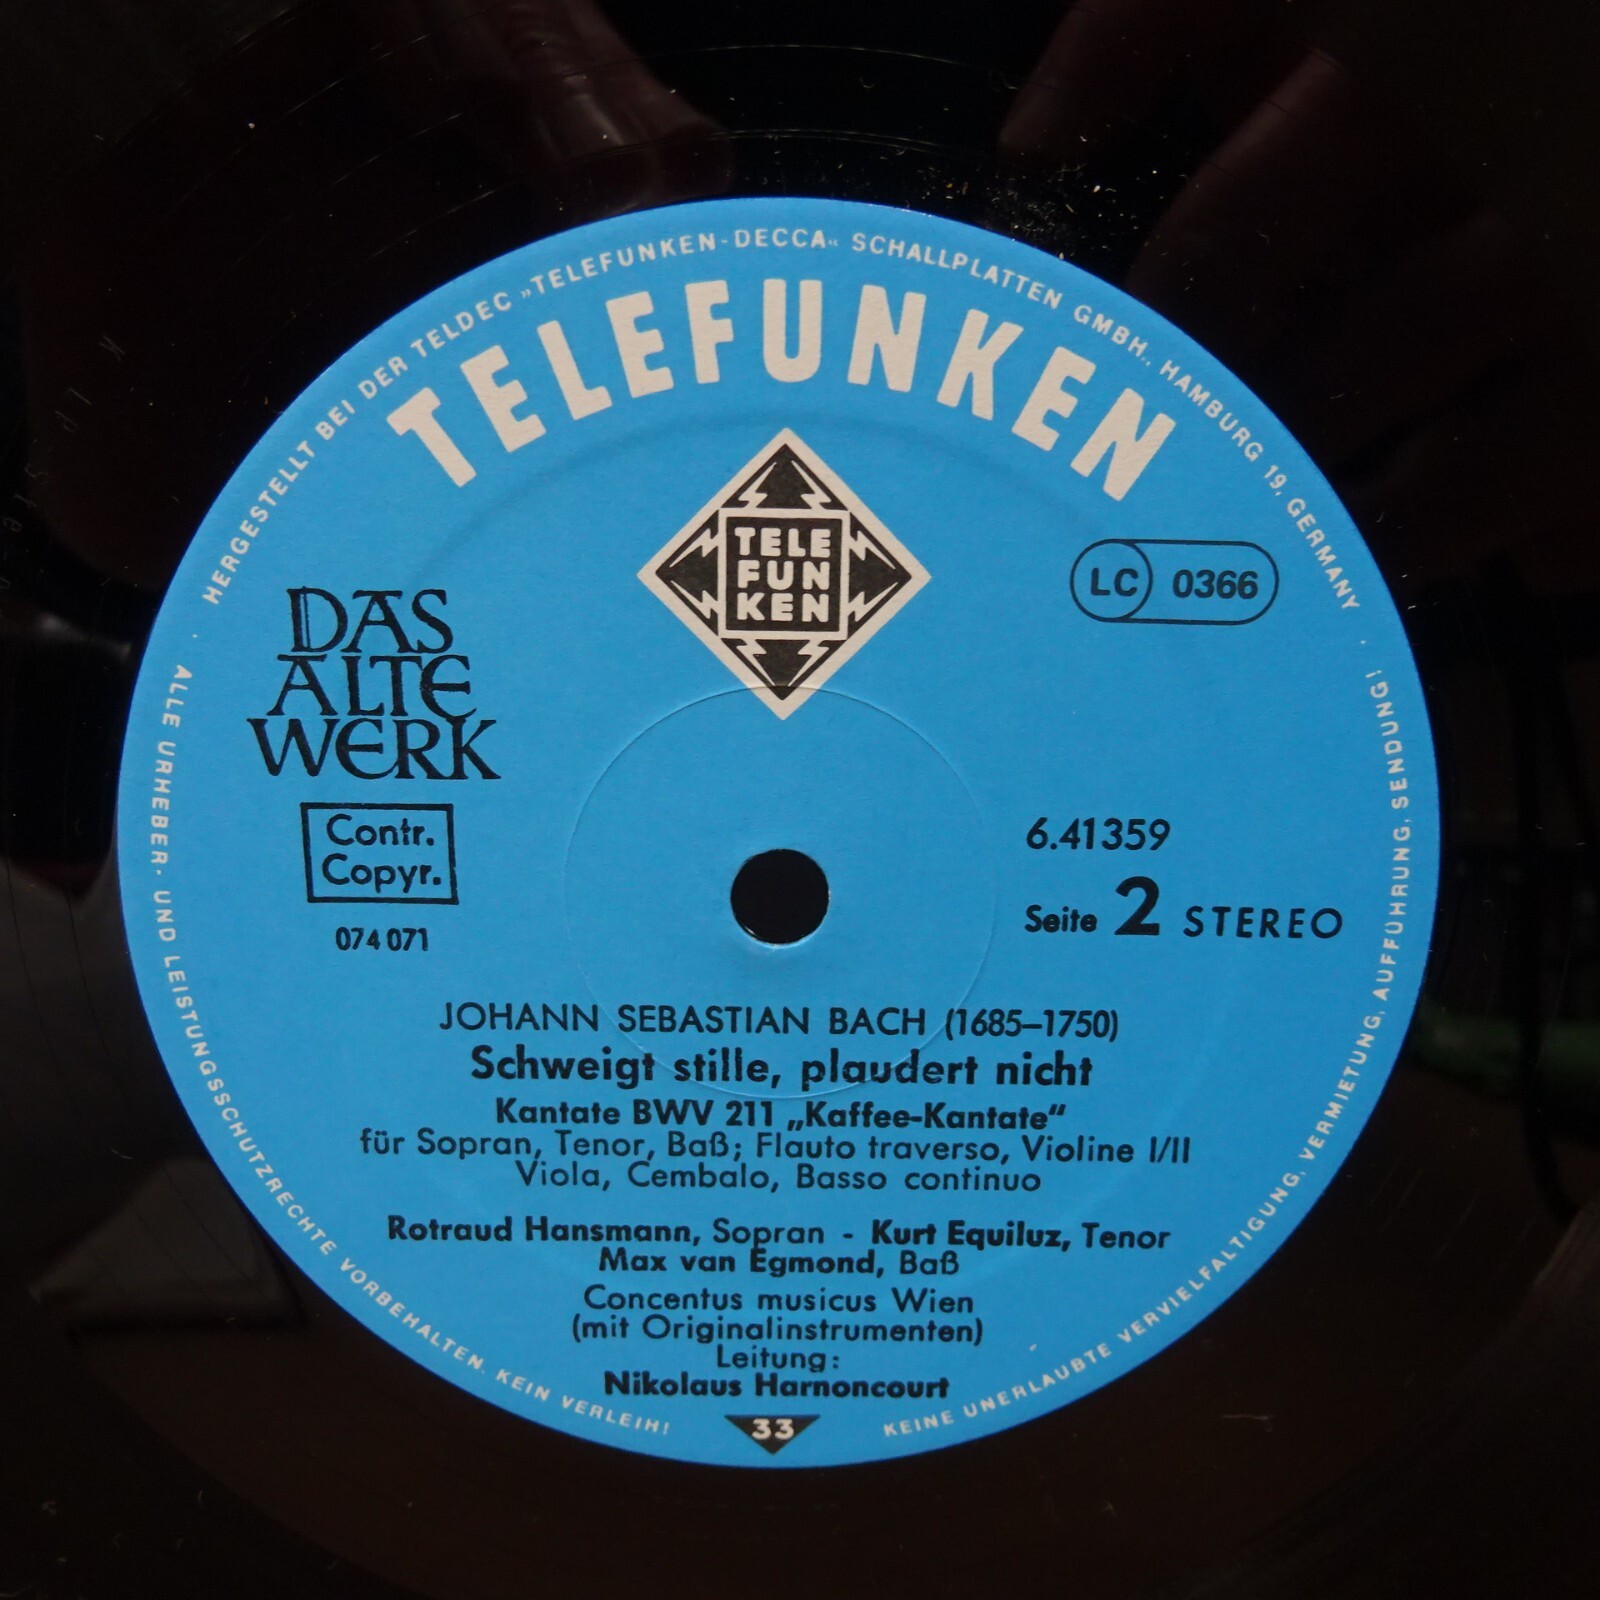 HERGESTELLT BEI DER TELDEC »TELEFUNKEN-DECCA« SCHALLPLATTEN GMBH., HAMBURG 19, GERMANY
TELEFUNKEN
TELE
FUN
KEN
LC 0366
DAS
ALTE
WERK
Contr.
Copyr.
074 071
6.41359
Seite 2 STEREO
JOHANN SEBASTIAN BACH (1685–1750)
Schweigt stille, plaudert nicht
Kantate BWV 211 „Kaffee-Kantate“
für Sopran, Tenor, Baß; Flauto traverso, Violine I/II
Viola, Cembalo, Basso continuo
Rotraud Hansmann, Sopran - Kurt Equiluz, Tenor
Max van Egmond, Baß
Concentus musicus Wien
(mit Originalinstrumenten)
Leitung:
Nikolaus Harnoncourt
33
ALLE URHEBER- UND LEISTUNGSSCHUTZRECHTE VORBEHALTEN. KEIN VERLEIH!
KEINE UNERLAUBTE VERVIELFALTIGUNG, VERMIETUNG, AUFFÜHRUNG, SENDUNG!